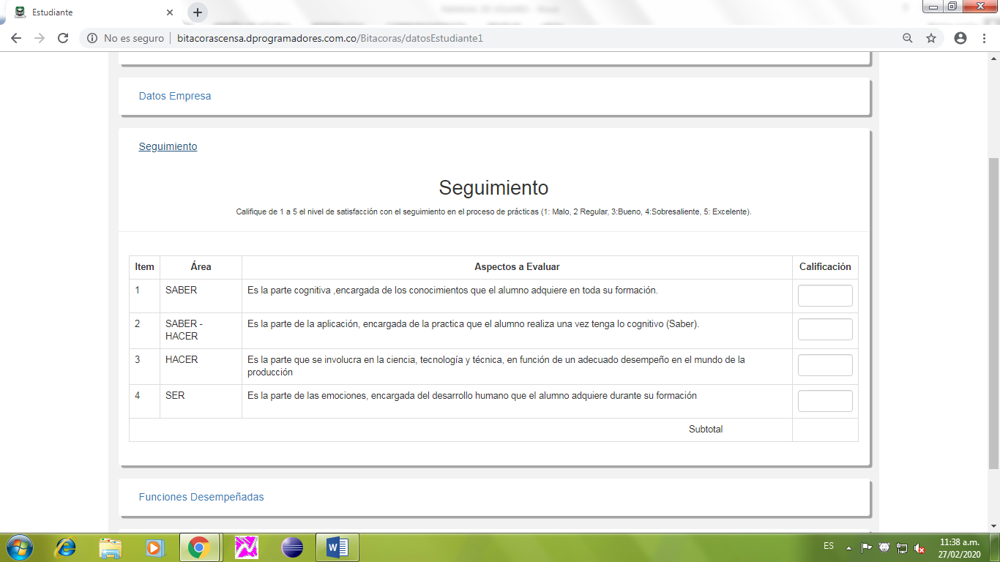 Estudiante
No es seguro
bitacorascensa.dprogramadores.com.co/Bitacoras/datosEstudiante1
Datos Empresa
Seguimiento
Seguimiento
Califique de 1 a 5 el nivel de satisfacción con el seguimiento en el proceso de prácticas (1: Malo, 2 Regular, 3:Bueno, 4:Sobresaliente, 5: Excelente).
Item Área Aspectos a Evaluar Calificación
1 SABER Es la parte cognitiva ,encargada de los conocimientos que el alumno adquiere en toda su formación.
2 SABER - Es la parte de la aplicación, encargada de la practica que el alumno realiza una vez tenga lo cognitivo (Saber).
HACER
3 HACER Es la parte que se involucra en la ciencia, tecnología y técnica, en función de un adecuado desempeño en el mundo de la
producción
4 SER Es la parte de las emociones, encargada del desarrollo humano que el alumno adquiere durante su formación
Subtotal
Funciones Desempeñadas
ES
11:38 a.m.
27/02/2020